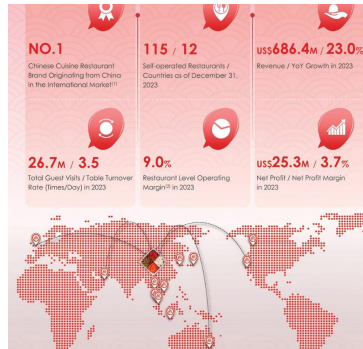 NO.1
Chinese Cuisine Restaurant
Brand Originating from China
in the International Market(1)
115 / 12
Self-operated Restaurants /
Countries as of December 31,
2023
US$686.4M / 23.0%
Revenue / YoY Growth in 2023
26.7M / 3.5
Total Guest Visits / Table Turnover
Rate (Times/Day) in 2023
9.0%
Restaurant Level Operating
Margin(2) in 2023
US$25.3M / 3.7%
Net Profit / Net Profit Margin
in 2023